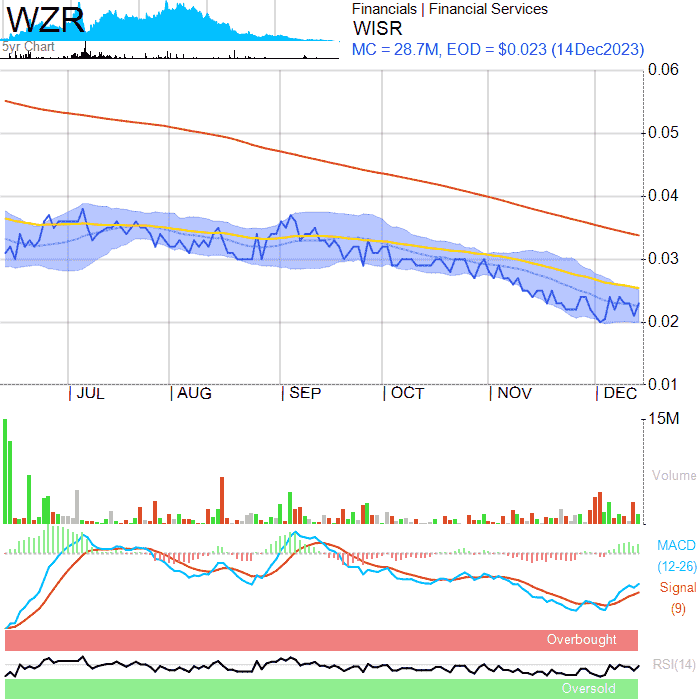 WZR
5yr Chart
Financials | Financial Services
WISR
MC = 28.7M, EOD = $0.023 (14Dec2023)
0.06
0.05
0.04
0.03
0.02
0.01
JUL AUG SEP OCT NOV DEC
15M
Volume
MACD
(12-26)
Signal
(9)
Overbought
RSI(14)
Oversold